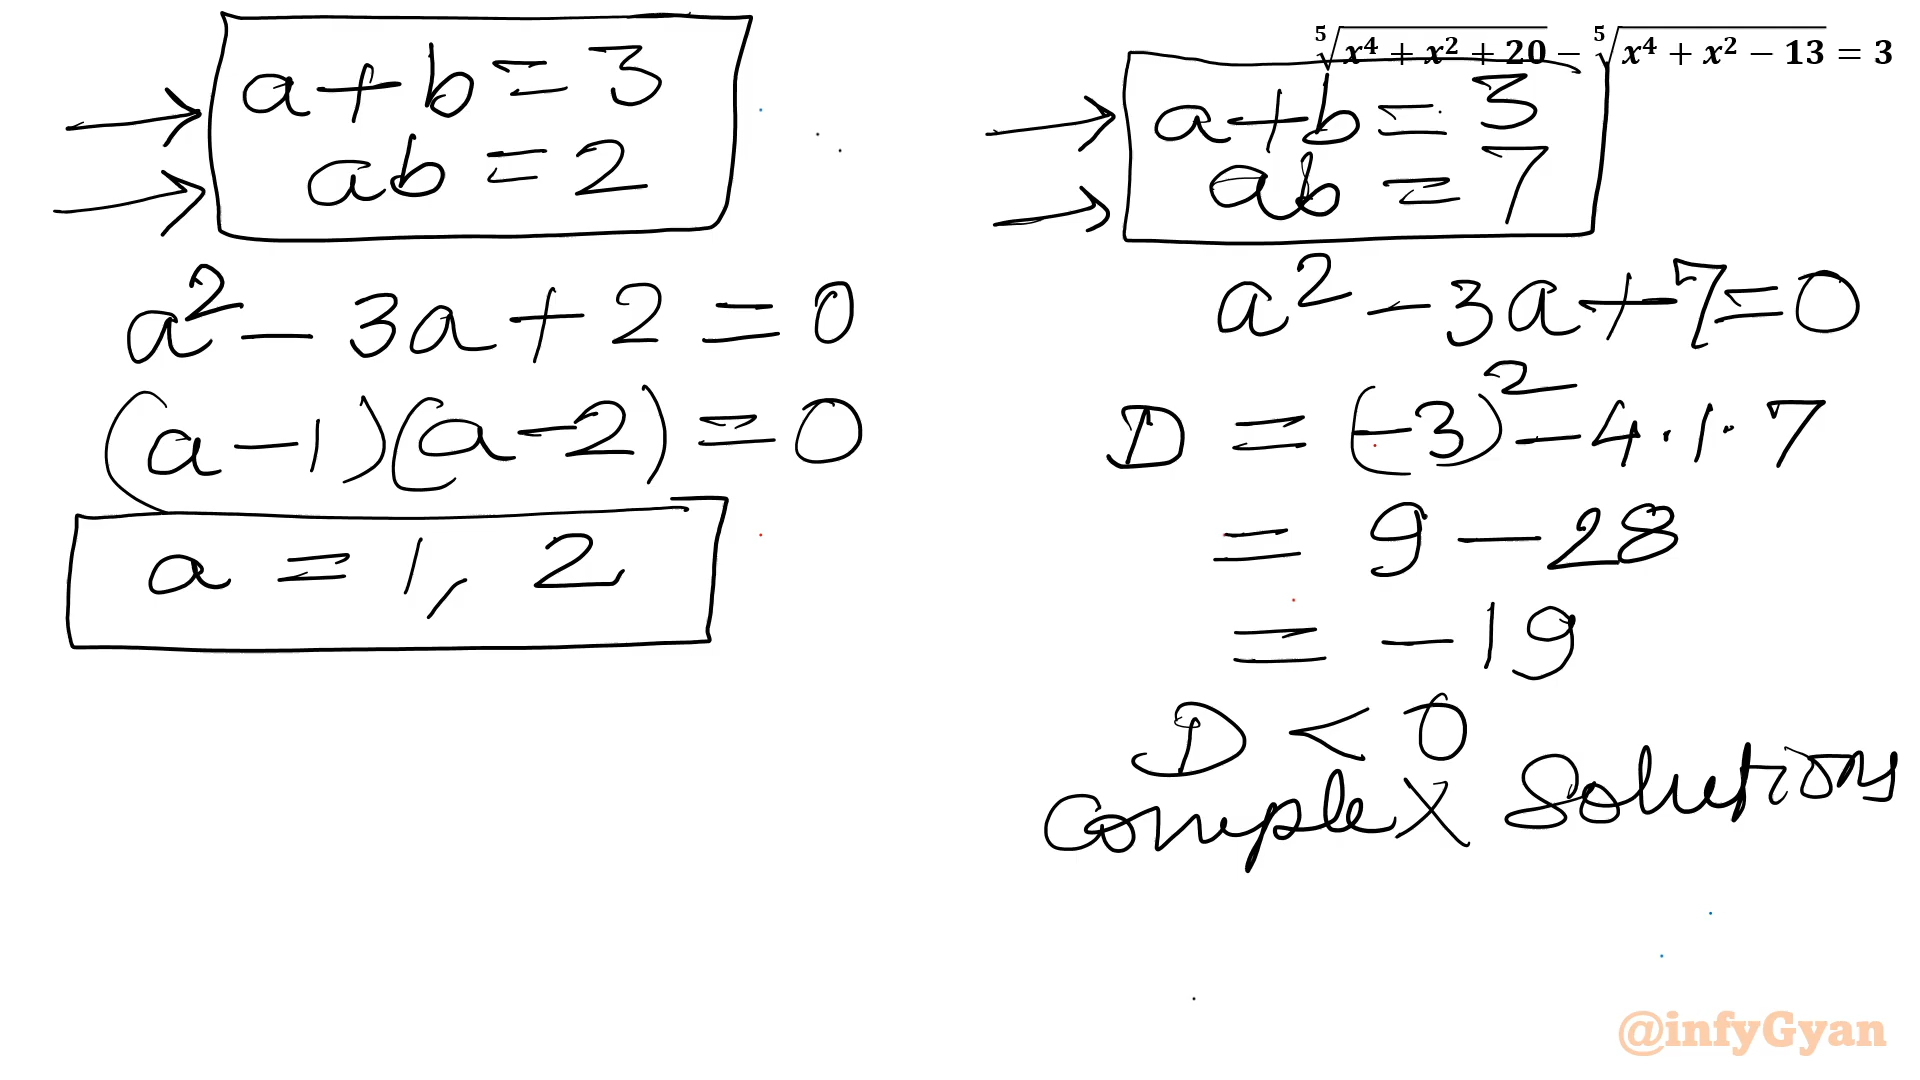 ⁵√(x⁴ + x² + 20) − ⁵√(x⁴ + x² − 13) = 3
a + b = 3
ab = 2
a² − 3a + 2 = 0
(a − 1)(a − 2) = 0
a = 1, 2
a + b = 3
ab = 7
a² − 3a + 7 = 0
D = (−3)² − 4 · 1 · 7
= 9 − 28
= −19
D < 0
Complex Solutions
@infyGyan